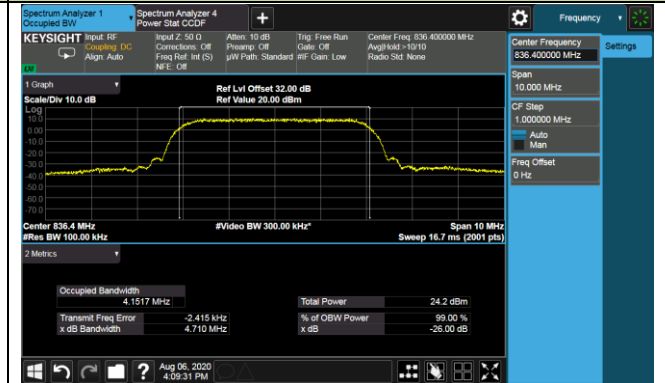 Spectrum Analyzer 1
Occupied BW
Spectrum Analyzer 4
Power Stat CCDF
+
Frequency
KEYSIGHT
Input: RF
Coupling: DC
Align: Auto
Input Z: 50 Ω
Corrections: Off
Freq Ref: Int (S)
NFE: Off
Atten: 10 dB
Preamp: Off
µW Path: Standard
Trig: Free Run
Gate: Off
#IF Gain: Low
Center Freq: 836.400000 MHz
Avg|Hold:>10/10
Radio Std: None
Center Frequency
836.400000 MHz
Settings
Span
10.000 MHz
CF Step
1.000000 MHz
Auto
Man
Freq Offset
0 Hz
1 Graph
Scale/Div 10.0 dB
Ref Lvl Offset 32.00 dB
Ref Value 20.00 dBm
Log
10.0
0.00
-10.0
-20.0
-30.0
-40.0
-50.0
-60.0
-70.0
Center 836.4 MHz
#Res BW 100.00 kHz
#Video BW 300.00 kHz*
Span 10 MHz
Sweep 16.7 ms (2001 pts)
2 Metrics
Occupied Bandwidth
4.1517 MHz
Total Power 24.2 dBm
Transmit Freq Error -2.415 kHz
% of OBW Power 99.00 %
x dB Bandwidth 4.710 MHz
x dB -26.00 dB
?
Aug 06, 2020
4:09:31 PM